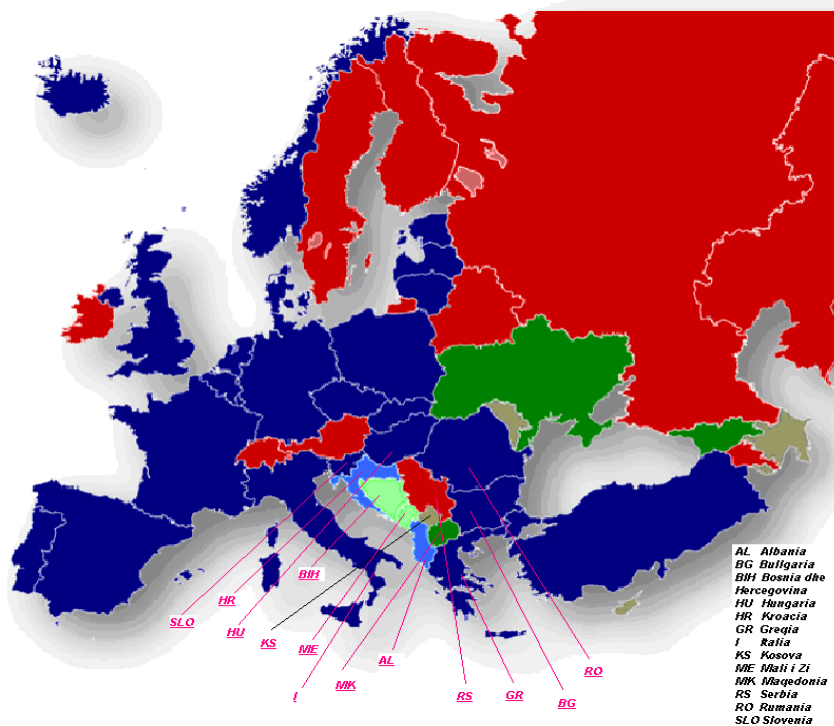 SLO
HR
HU
BIH
KS
ME
I
MK
AL
RS
GR
BG
RO
AL Albania
BG Bullgaria
BIH Bosnia dhe
Hercegovina
HU Hungaria
HR Kroacia
GR Greqia
I Italia
KS Kosova
ME Mali i Zi
MK Maqedonia
RS Serbia
RO Rumania
SLO Slovenia